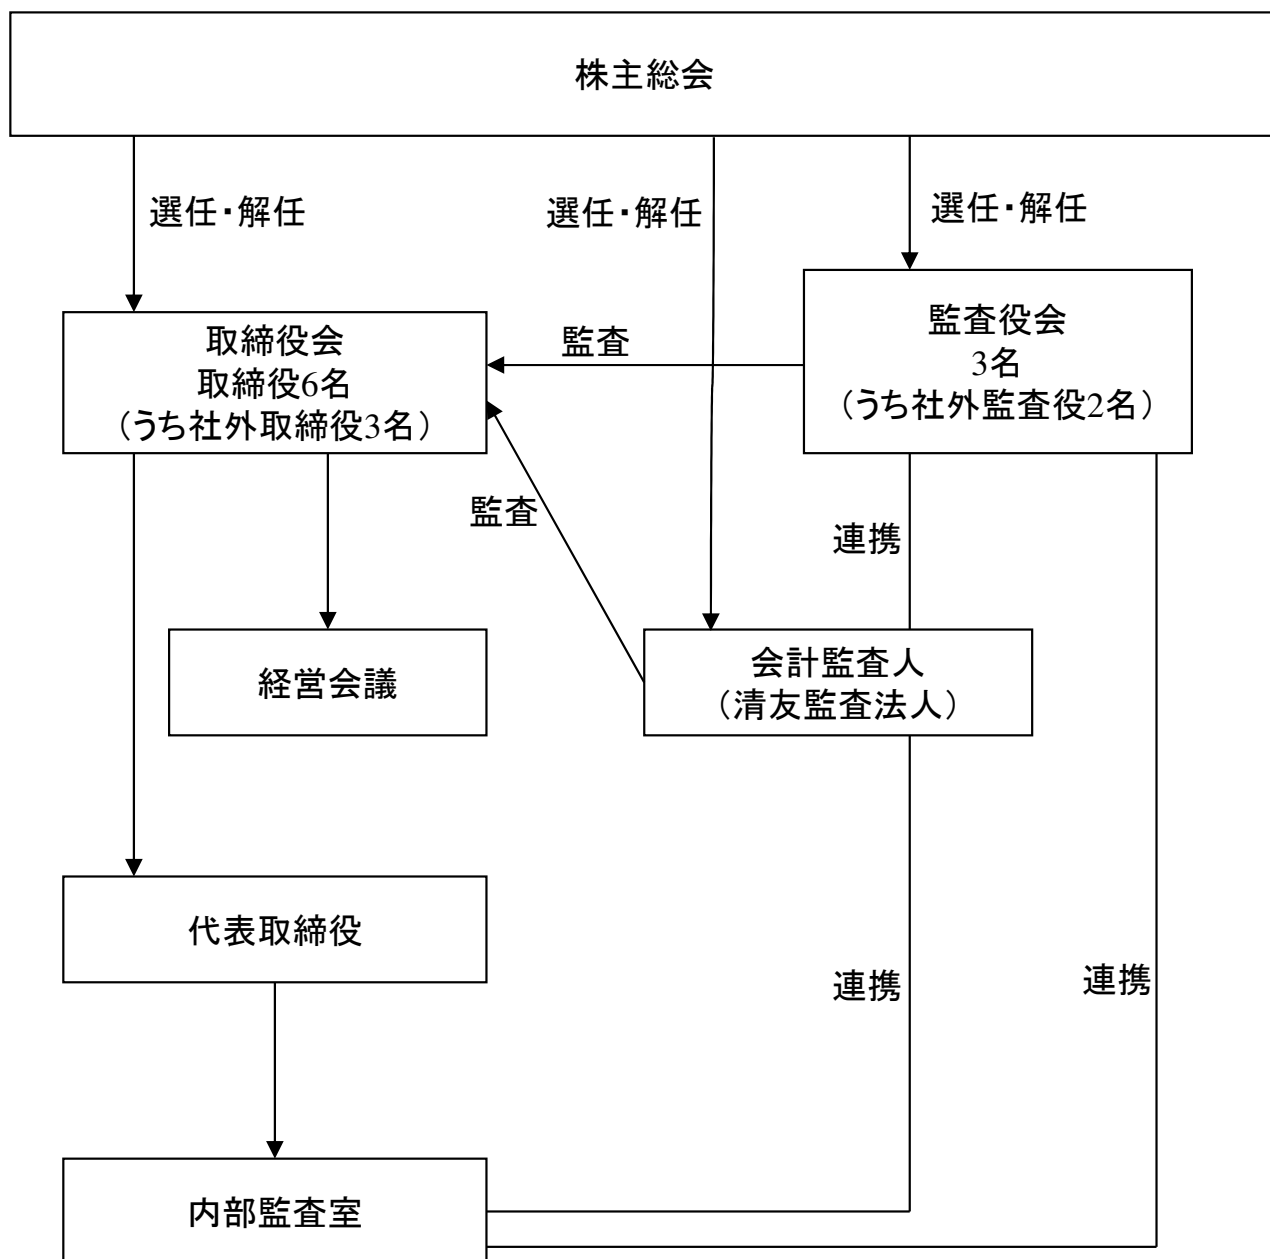 株主総会
選任・解任
選任・解任
選任・解任
取締役会
取締役6名
（うち社外取締役3名）
監査
監査役会
3名
（うち社外監査役2名）
監査
連携
経営会議
会計監査人
（清友監査法人）
代表取締役
連携
連携
内部監査室